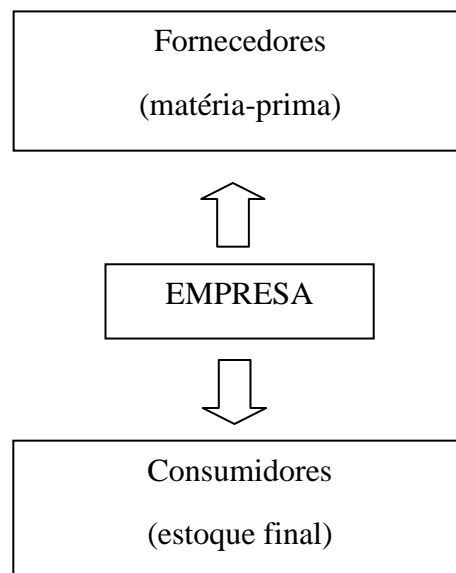 Fornecedores
(matéria-prima)
EMPRESA
Consumidores
(estoque final)